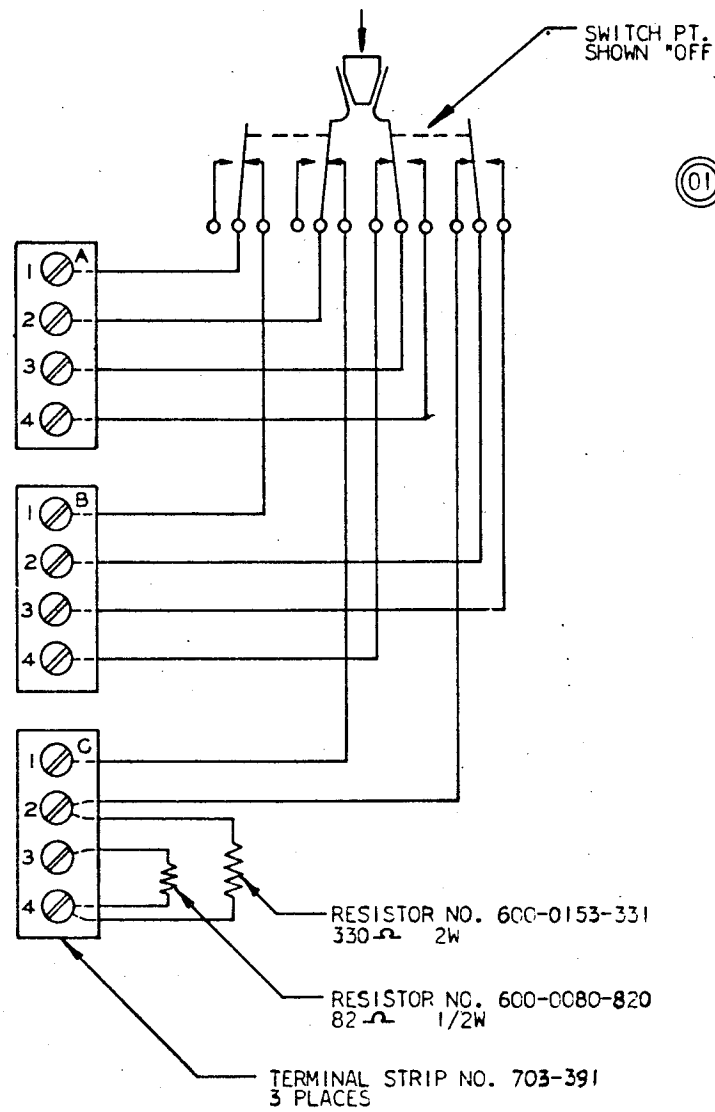 SWITCH PT.
SHOWN "OFF
01
A
1
2
3
4
B
1
2
3
4
C
1
2
3
4
RESISTOR NO. 600-0153-331
330 Ω 2W
RESISTOR NO. 600-0080-820
82 Ω 1/2W
TERMINAL STRIP NO. 703-391
3 PLACES